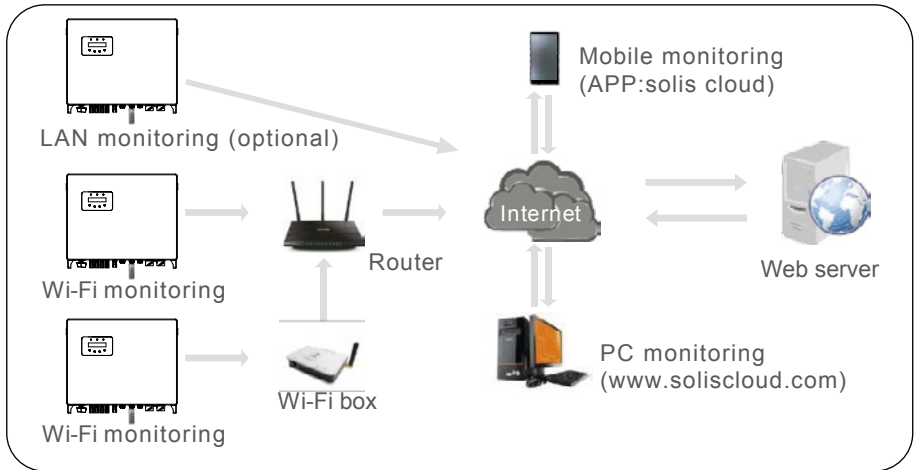 Mobile monitoring
(APP:solis cloud)
LAN monitoring (optional)
Internet
Router
Web server
Wi-Fi monitoring
PC monitoring
(www.soliscloud.com)
Wi-Fi box
Wi-Fi monitoring